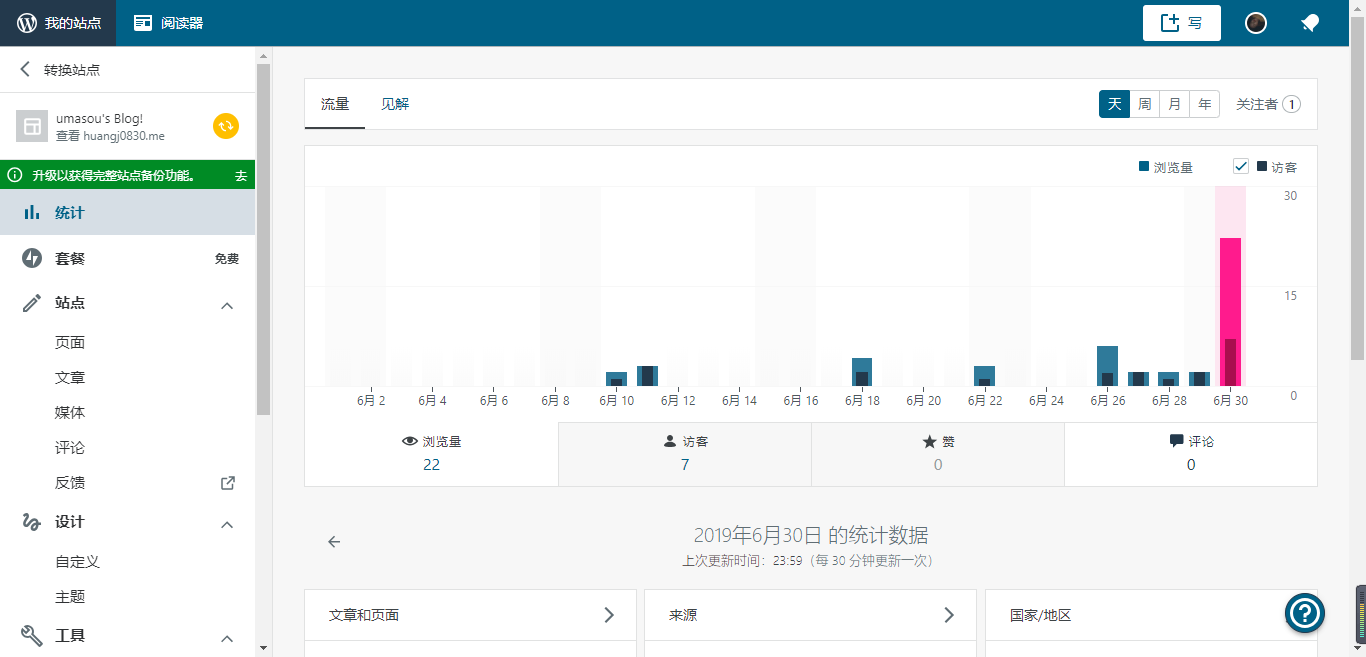 我的站点
阅读器
写
转换站点
umasou's Blog!
查看 huangj0830.me
升级以获得完整站点备份功能。 去
统计
套餐 免费
站点
页面
文章
媒体
评论
反馈
设计
自定义
主题
工具
流量 见解
天 周 月 年 关注者 1
浏览量 访客
30
15
0
6月 2 6月 4 6月 6 6月 8 6月 10 6月 12 6月 14 6月 16 6月 18 6月 20 6月 22 6月 24 6月 26 6月 28 6月 30
浏览量 访客 赞 评论
22 7 0 0
2019年6月30日 的统计数据
上次更新时间：23:59（每 30 分钟更新一次）
文章和页面 来源 国家/地区